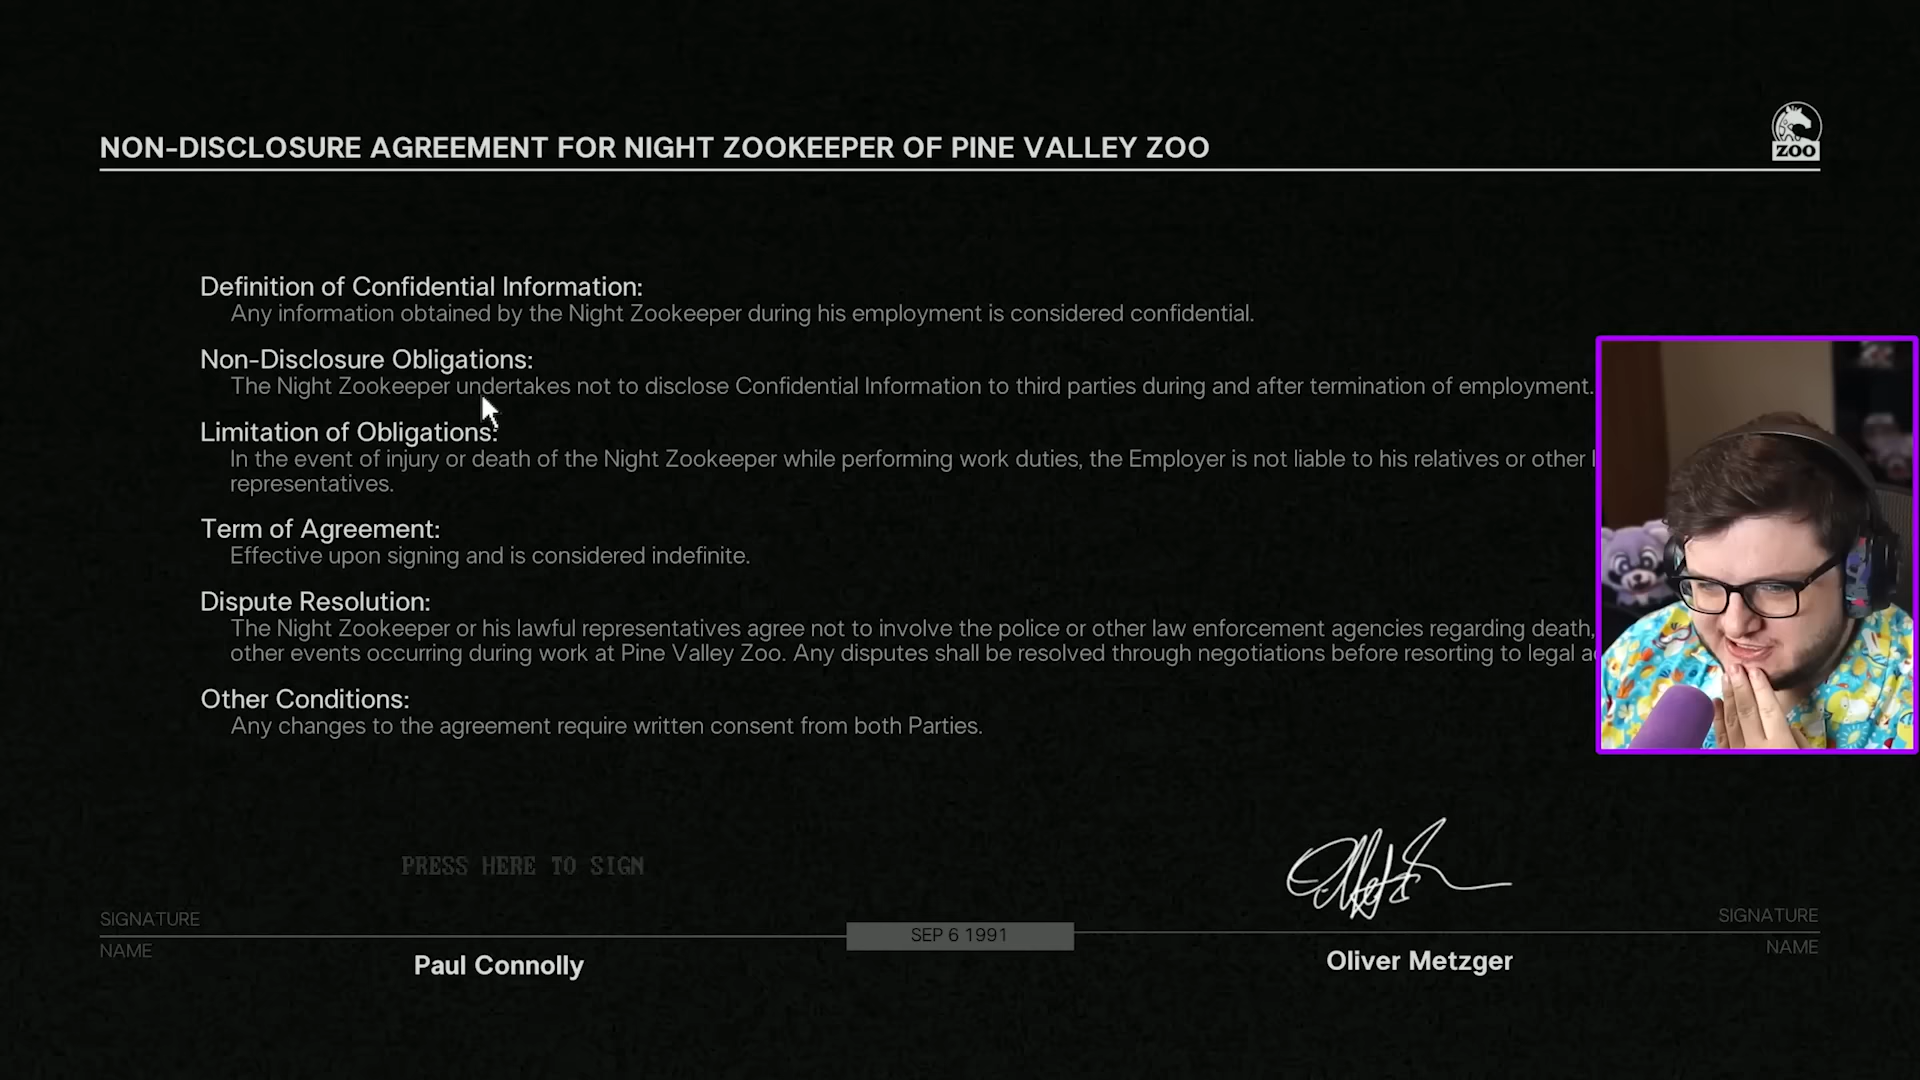 NON-DISCLOSURE AGREEMENT FOR NIGHT ZOOKEEPER OF PINE VALLEY ZOO
ZOO
Definition of Confidential Information:
Any information obtained by the Night Zookeeper during his employment is considered confidential.
Non-Disclosure Obligations:
The Night Zookeeper undertakes not to disclose Confidential Information to third parties during and after termination of employment.
Limitation of Obligations:
In the event of injury or death of the Night Zookeeper while performing work duties, the Employer is not liable to his relatives or other
representatives.
Term of Agreement:
Effective upon signing and is considered indefinite.
Dispute Resolution:
The Night Zookeeper or his lawful representatives agree not to involve the police or other law enforcement agencies regarding death,
other events occurring during work at Pine Valley Zoo. Any disputes shall be resolved through negotiations before resorting to legal
Other Conditions:
Any changes to the agreement require written consent from both Parties.
PRESS HERE TO SIGN
SIGNATURE
SIGNATURE
SEP 6 1991
NAME
NAME
Paul Connolly
Oliver Metzger